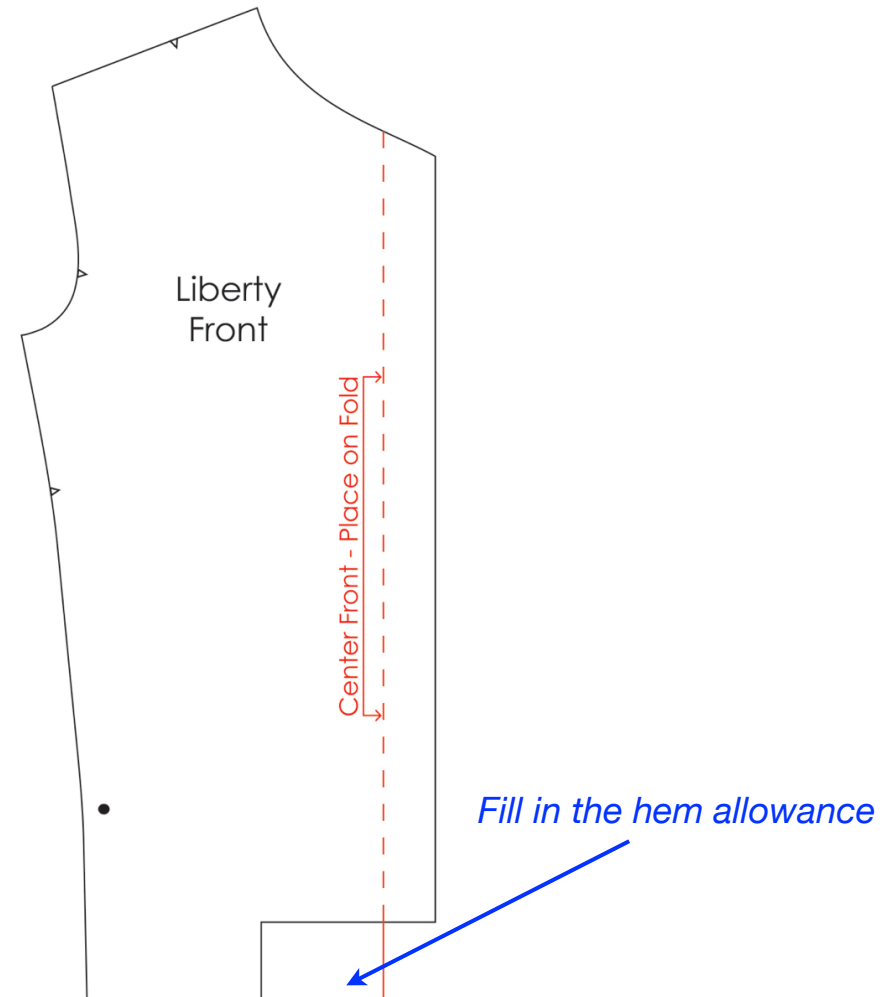 Liberty
Front
Center Front - Place on Fold
Fill in the hem allowance